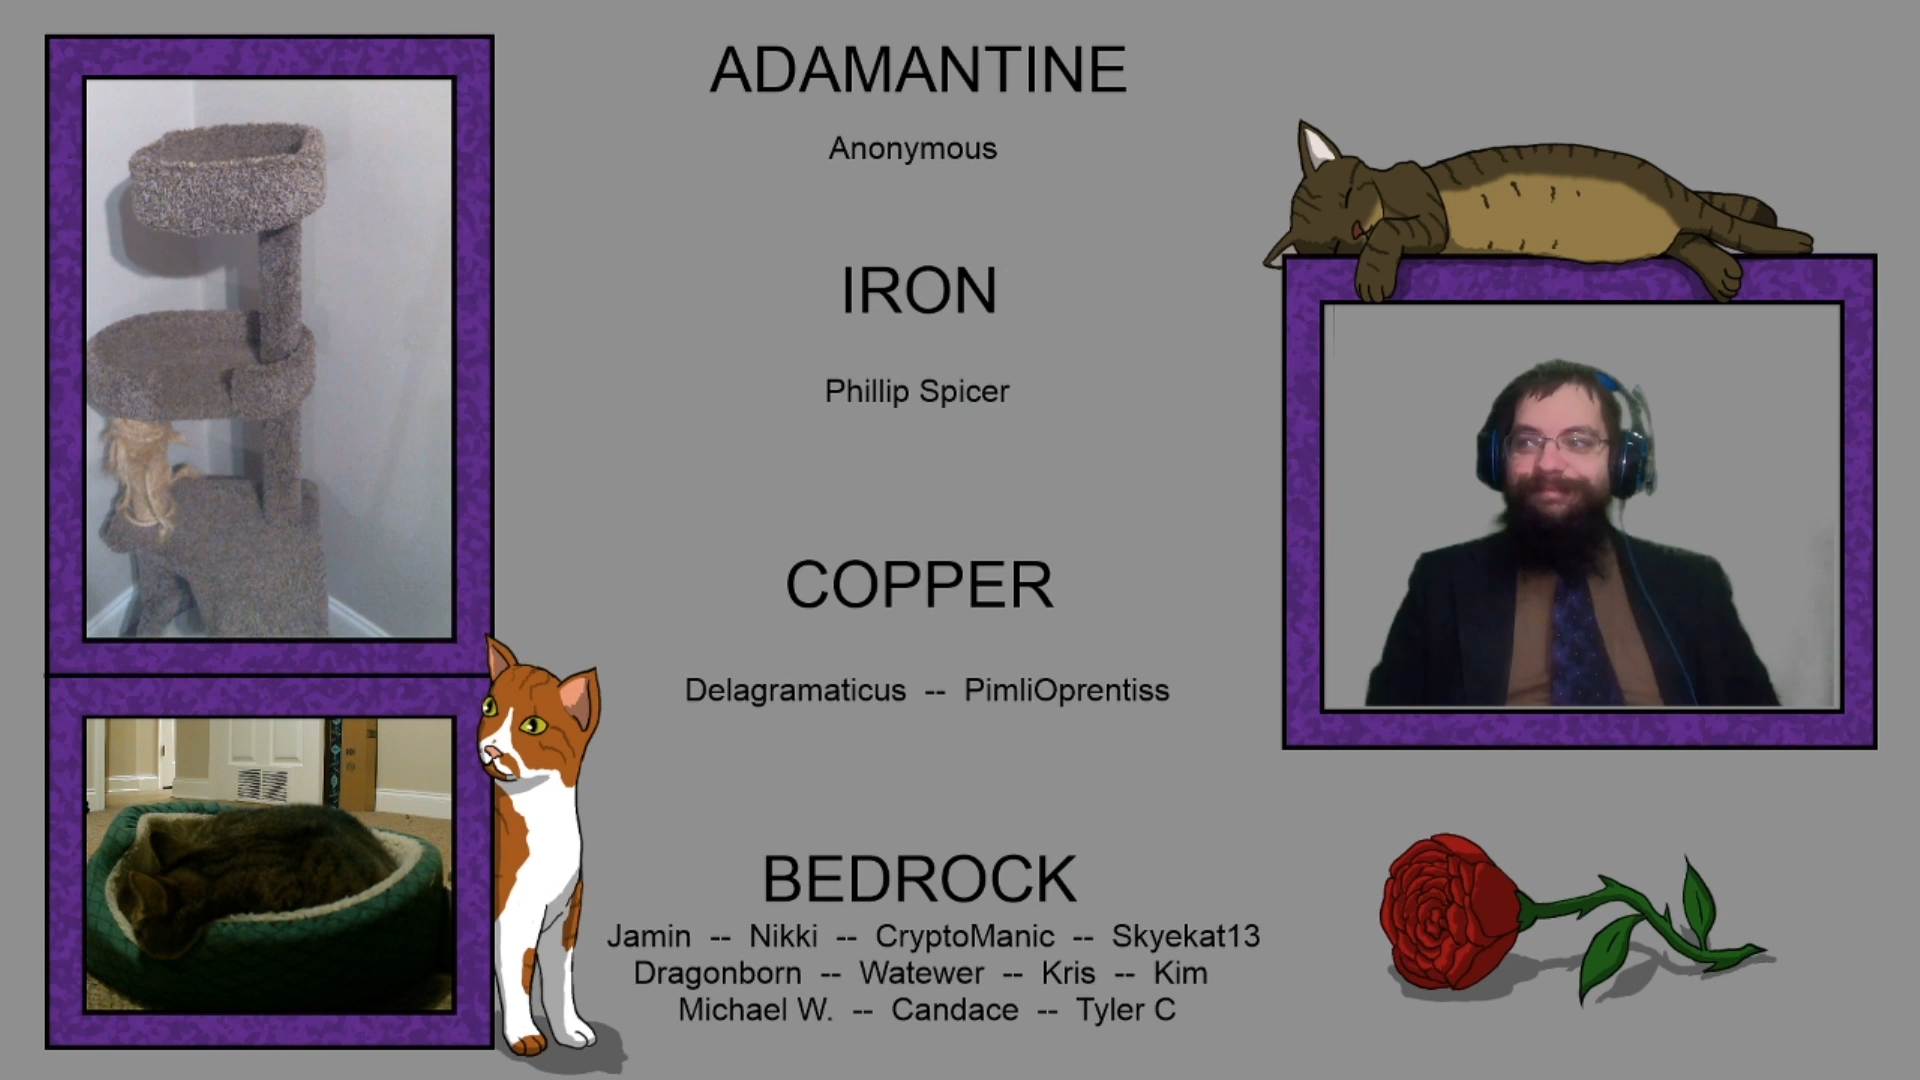 ADAMANTINE
Anonymous
IRON
Phillip Spicer
COPPER
Delagramaticus -- PimliOprentiss
BEDROCK
Jamin -- Nikki -- CryptoManic -- Skyekat13
Dragonborn -- Watewer -- Kris -- Kim
Michael W. -- Candace -- Tyler C